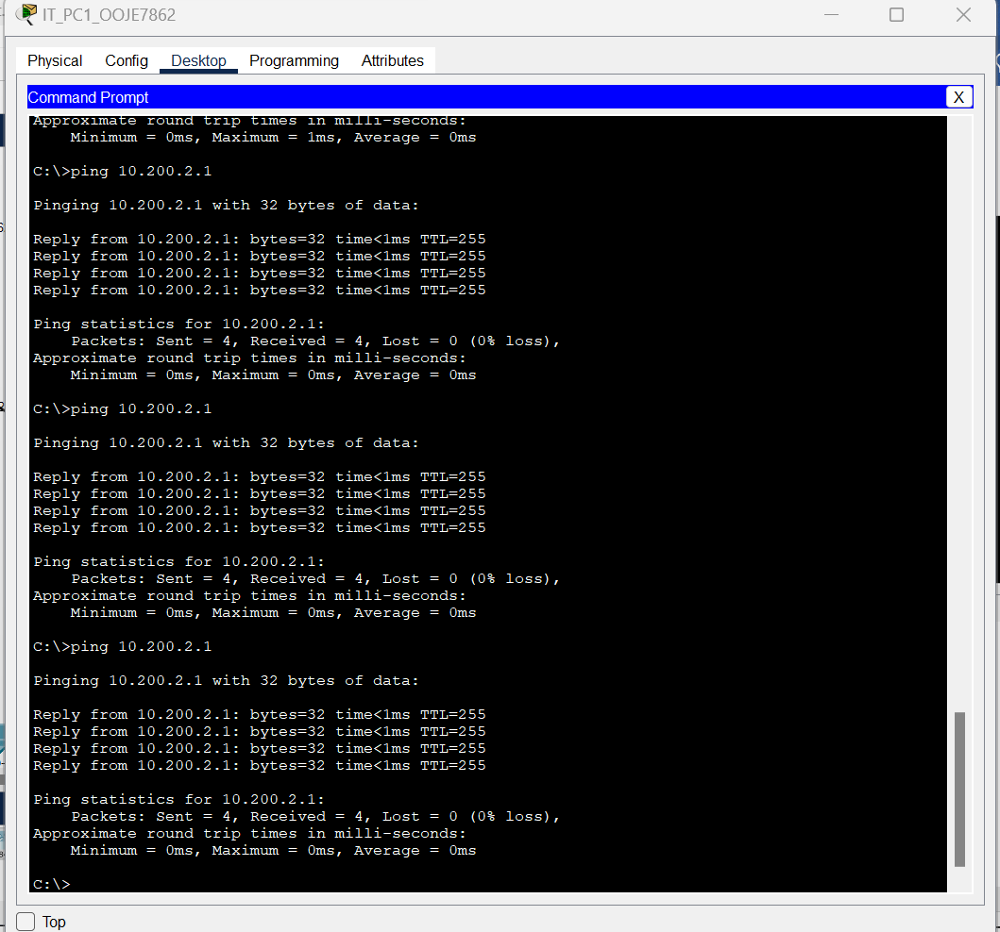 IT_PC1_OOJE7862
Physical Config Desktop Programming Attributes
Command Prompt
X
Approximate round trip times in milli-seconds:
    Minimum = 0ms, Maximum = 1ms, Average = 0ms
C:\>ping 10.200.2.1
Pinging 10.200.2.1 with 32 bytes of data:
Reply from 10.200.2.1: bytes=32 time<1ms TTL=255
Reply from 10.200.2.1: bytes=32 time<1ms TTL=255
Reply from 10.200.2.1: bytes=32 time<1ms TTL=255
Reply from 10.200.2.1: bytes=32 time<1ms TTL=255
Ping statistics for 10.200.2.1:
    Packets: Sent = 4, Received = 4, Lost = 0 (0% loss),
Approximate round trip times in milli-seconds:
    Minimum = 0ms, Maximum = 0ms, Average = 0ms
C:\>ping 10.200.2.1
Pinging 10.200.2.1 with 32 bytes of data:
Reply from 10.200.2.1: bytes=32 time<1ms TTL=255
Reply from 10.200.2.1: bytes=32 time<1ms TTL=255
Reply from 10.200.2.1: bytes=32 time<1ms TTL=255
Reply from 10.200.2.1: bytes=32 time<1ms TTL=255
Ping statistics for 10.200.2.1:
    Packets: Sent = 4, Received = 4, Lost = 0 (0% loss),
Approximate round trip times in milli-seconds:
    Minimum = 0ms, Maximum = 0ms, Average = 0ms
C:\>ping 10.200.2.1
Pinging 10.200.2.1 with 32 bytes of data:
Reply from 10.200.2.1: bytes=32 time<1ms TTL=255
Reply from 10.200.2.1: bytes=32 time<1ms TTL=255
Reply from 10.200.2.1: bytes=32 time<1ms TTL=255
Reply from 10.200.2.1: bytes=32 time<1ms TTL=255
Ping statistics for 10.200.2.1:
    Packets: Sent = 4, Received = 4, Lost = 0 (0% loss),
Approximate round trip times in milli-seconds:
    Minimum = 0ms, Maximum = 0ms, Average = 0ms
C:\>
Top